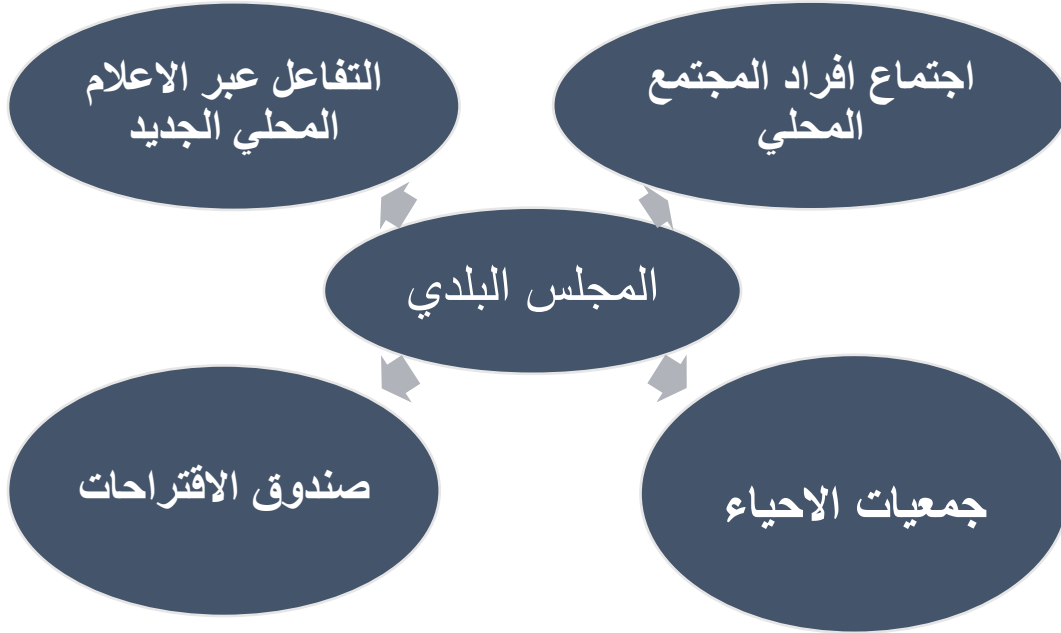 اجتماع افراد المجتمع
المحلي
التفاعل عبر الاعلام
المحلي الجديد
المجلس البلدي
جمعيات الاحياء
صندوق الاقتراحات